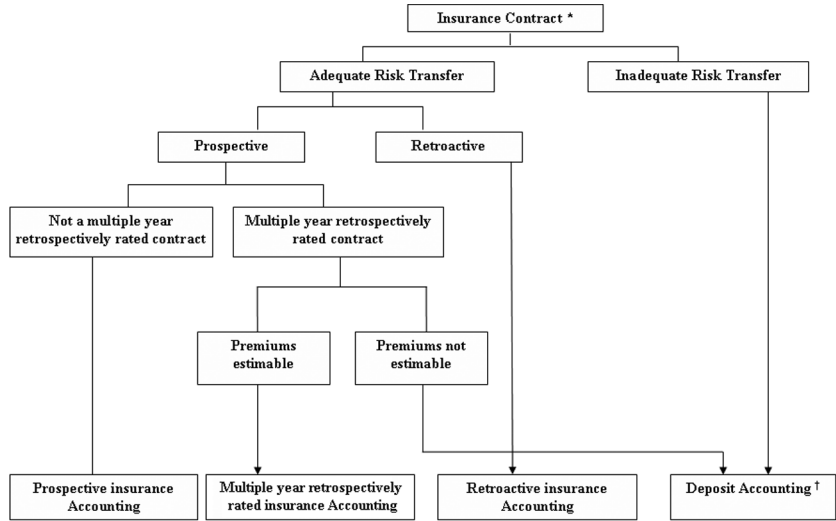 Insurance Contract *
Adequate Risk Transfer
Inadequate Risk Transfer
Prospective
Retroactive
Not a multiple year
retrospectively rated contract
Multiple year retrospectively
rated contract
Premiums
estimable
Premiums not
estimable
Prospective insurance
Accounting
Multiple year retrospectively
rated insurance Accounting
Retroactive insurance
Accounting
Deposit Accounting †